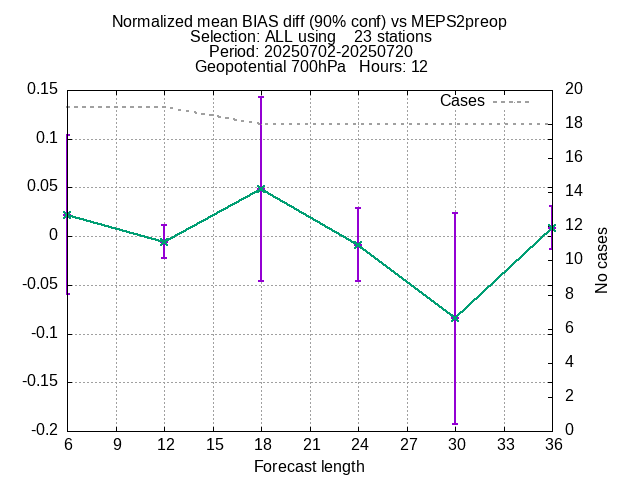 Normalized mean BIAS diff (90% conf) vs MEPS2preop
Selection: ALL using    23 stations
Period: 20250702-20250720
Geopotential 700hPa   Hours: 12
Cases
0.15
0.1
0.05
0
-0.05
-0.1
-0.15
-0.2
20
18
16
14
12
10
8
6
4
2
0
No cases
6 9 12 15 18 21 24 27 30 33 36
Forecast length